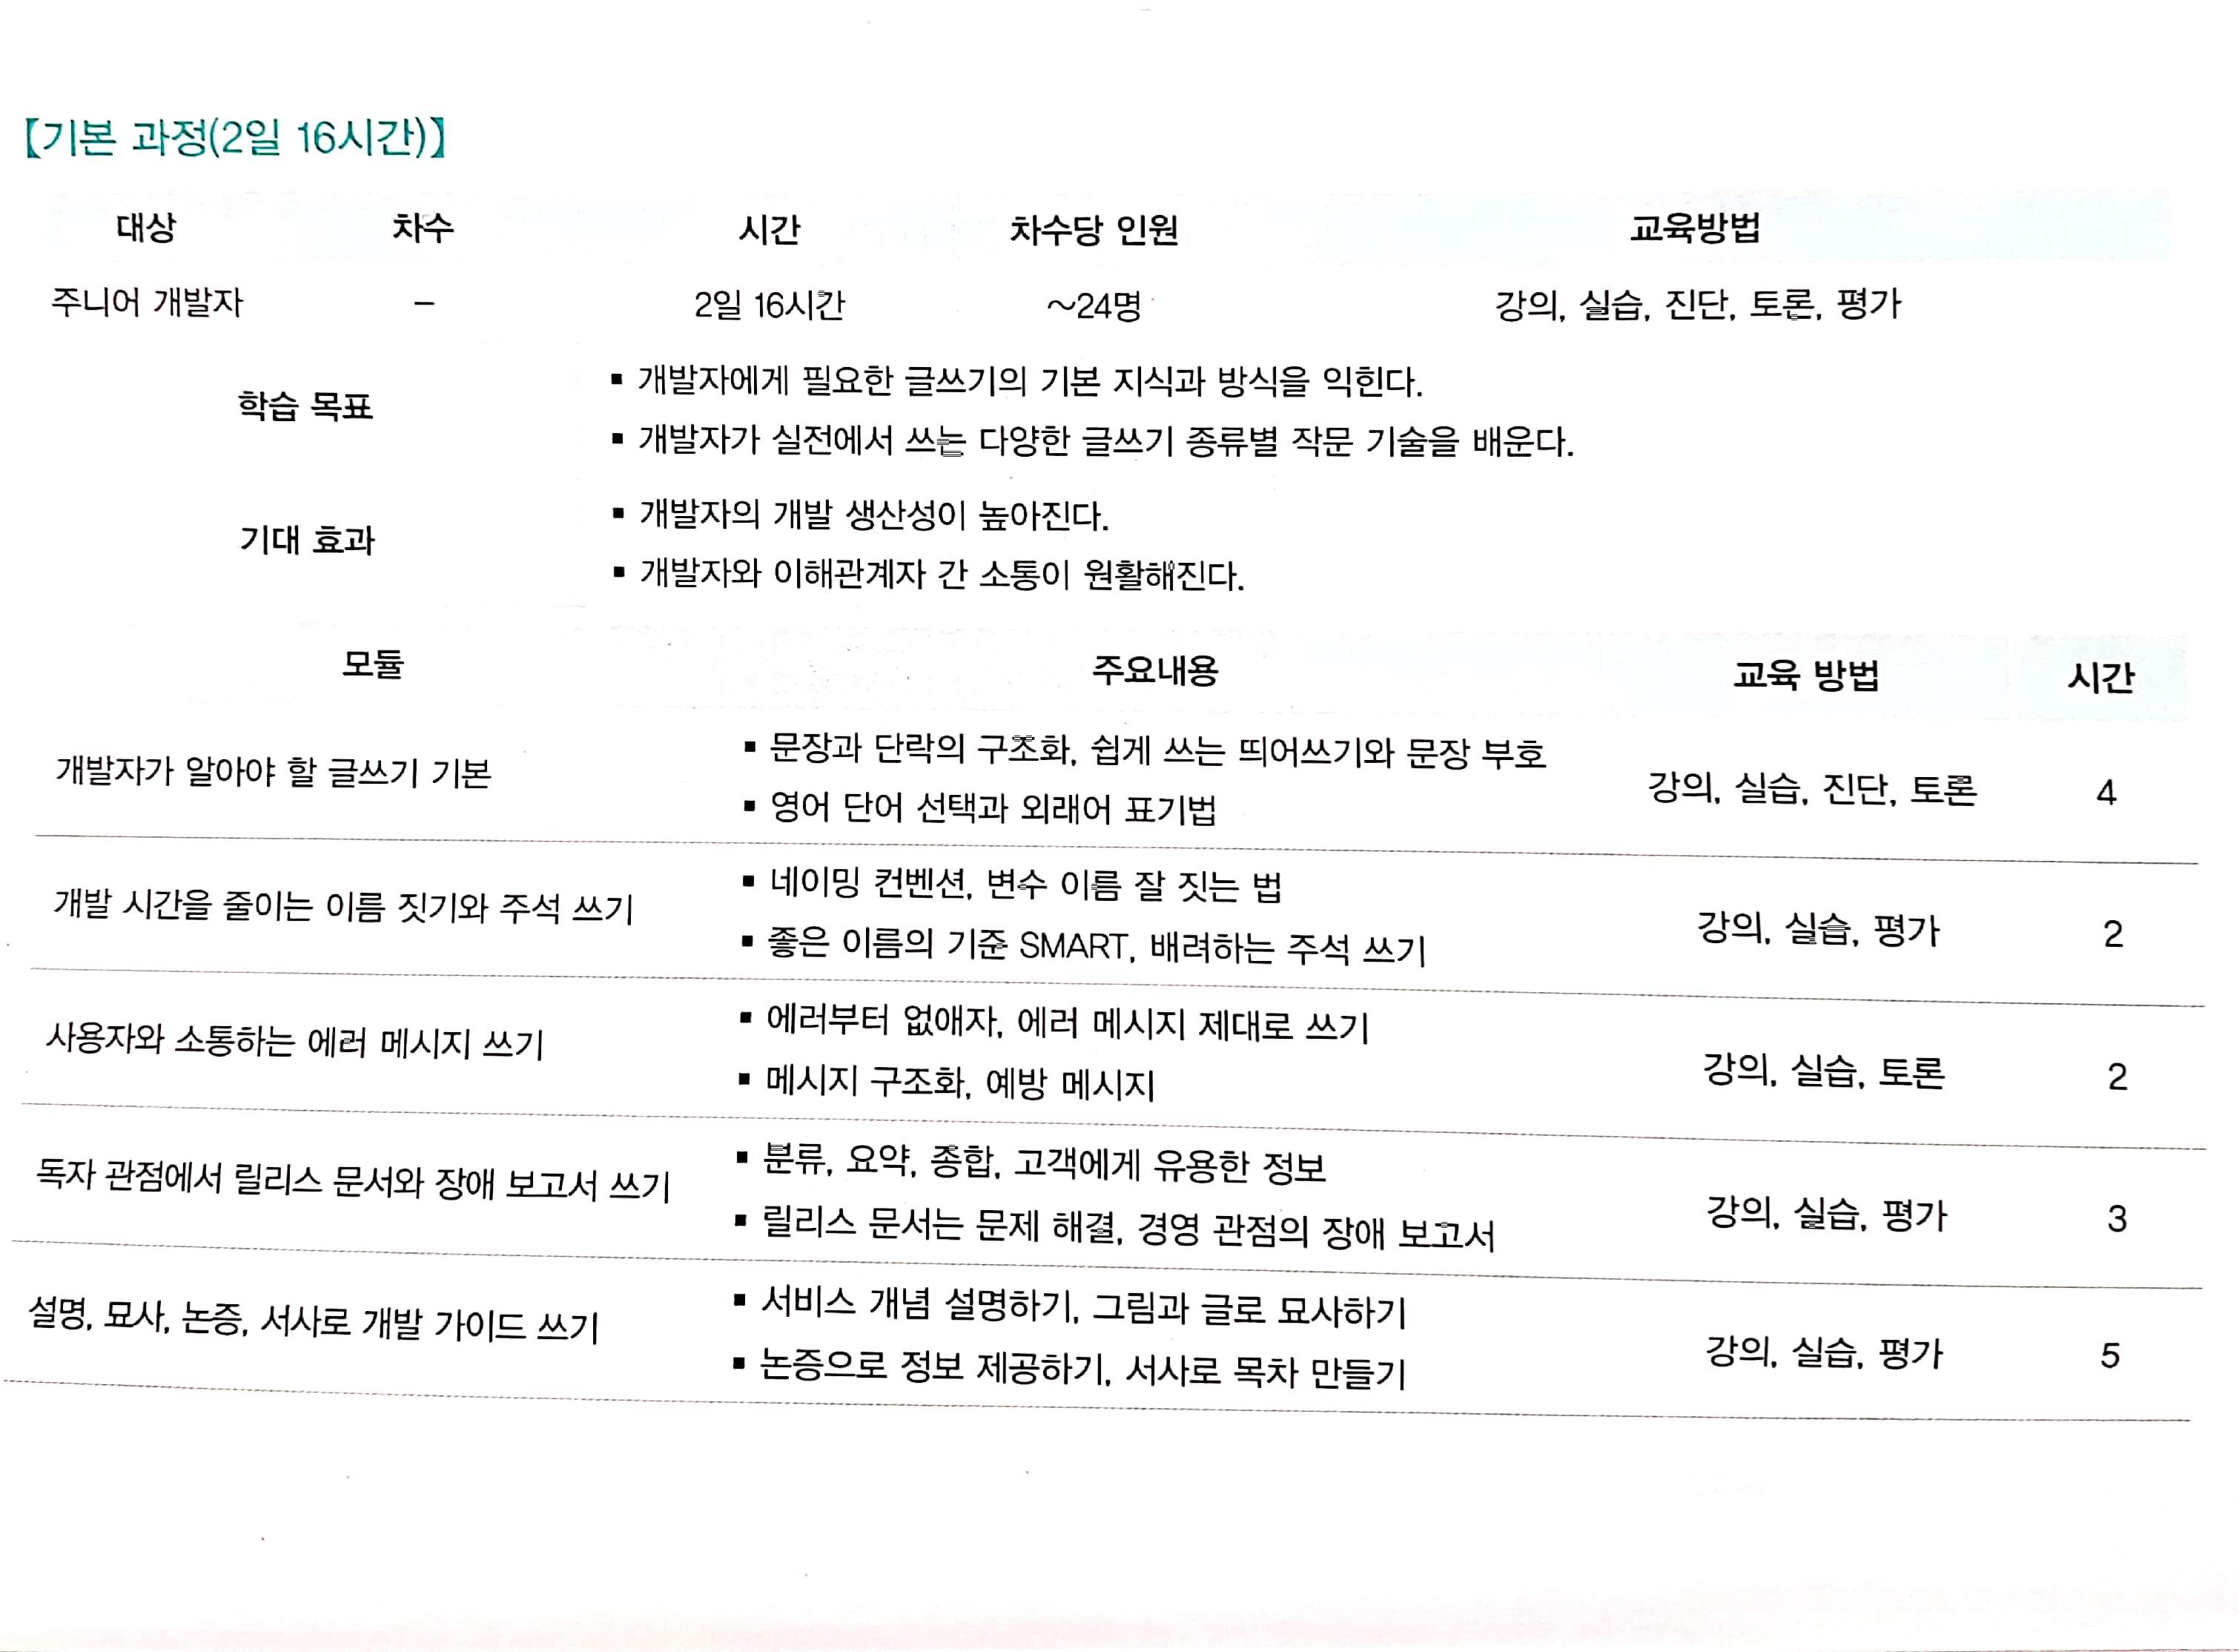 【기본 과정(2일 16시간)】
대상 차수 시간 차수당 인원 교육방법
주니어 개발자 – 2일 16시간 ~24명 강의, 실습, 진단, 토론, 평가
학습 목표
▪ 개발자에게 필요한 글쓰기의 기본 지식과 방식을 익힌다.
▪ 개발자가 실전에서 쓰는 다양한 글쓰기 종류별 작문 기술을 배운다.
기대 효과
▪ 개발자의 개발 생산성이 높아진다.
▪ 개발자와 이해관계자 간 소통이 원활해진다.
모듈 주요내용 교육 방법 시간
개발자가 알아야 할 글쓰기 기본
▪ 문장과 단락의 구조화, 쉽게 쓰는 띄어쓰기와 문장 부호
▪ 영어 단어 선택과 외래어 표기법
강의, 실습, 진단, 토론 4
개발 시간을 줄이는 이름 짓기와 주석 쓰기
▪ 네이밍 컨벤션, 변수 이름 잘 짓는 법
▪ 좋은 이름의 기준 SMART, 배려하는 주석 쓰기
강의, 실습, 평가 2
사용자와 소통하는 에러 메시지 쓰기
▪ 에러부터 없애자, 에러 메시지 제대로 쓰기
▪ 메시지 구조화, 예방 메시지
강의, 실습, 토론 2
독자 관점에서 릴리스 문서와 장애 보고서 쓰기
▪ 분류, 요약, 종합, 고객에게 유용한 정보
▪ 릴리스 문서는 문제 해결, 경영 관점의 장애 보고서
강의, 실습, 평가 3
설명, 묘사, 논증, 서사로 개발 가이드 쓰기
▪ 서비스 개념 설명하기, 그림과 글로 묘사하기
▪ 논증으로 정보 제공하기, 서사로 목차 만들기
강의, 실습, 평가 5